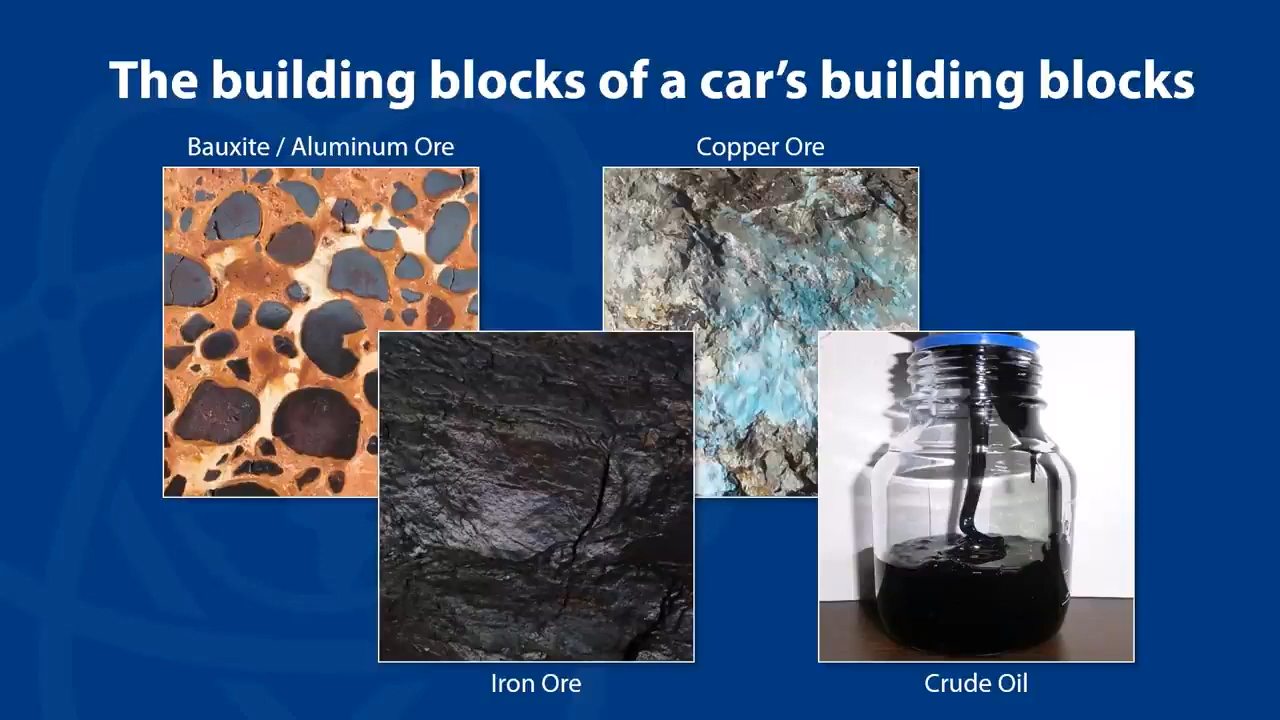 The building blocks of a car’s building blocks
Bauxite / Aluminum Ore
Copper Ore
Iron Ore
Crude Oil